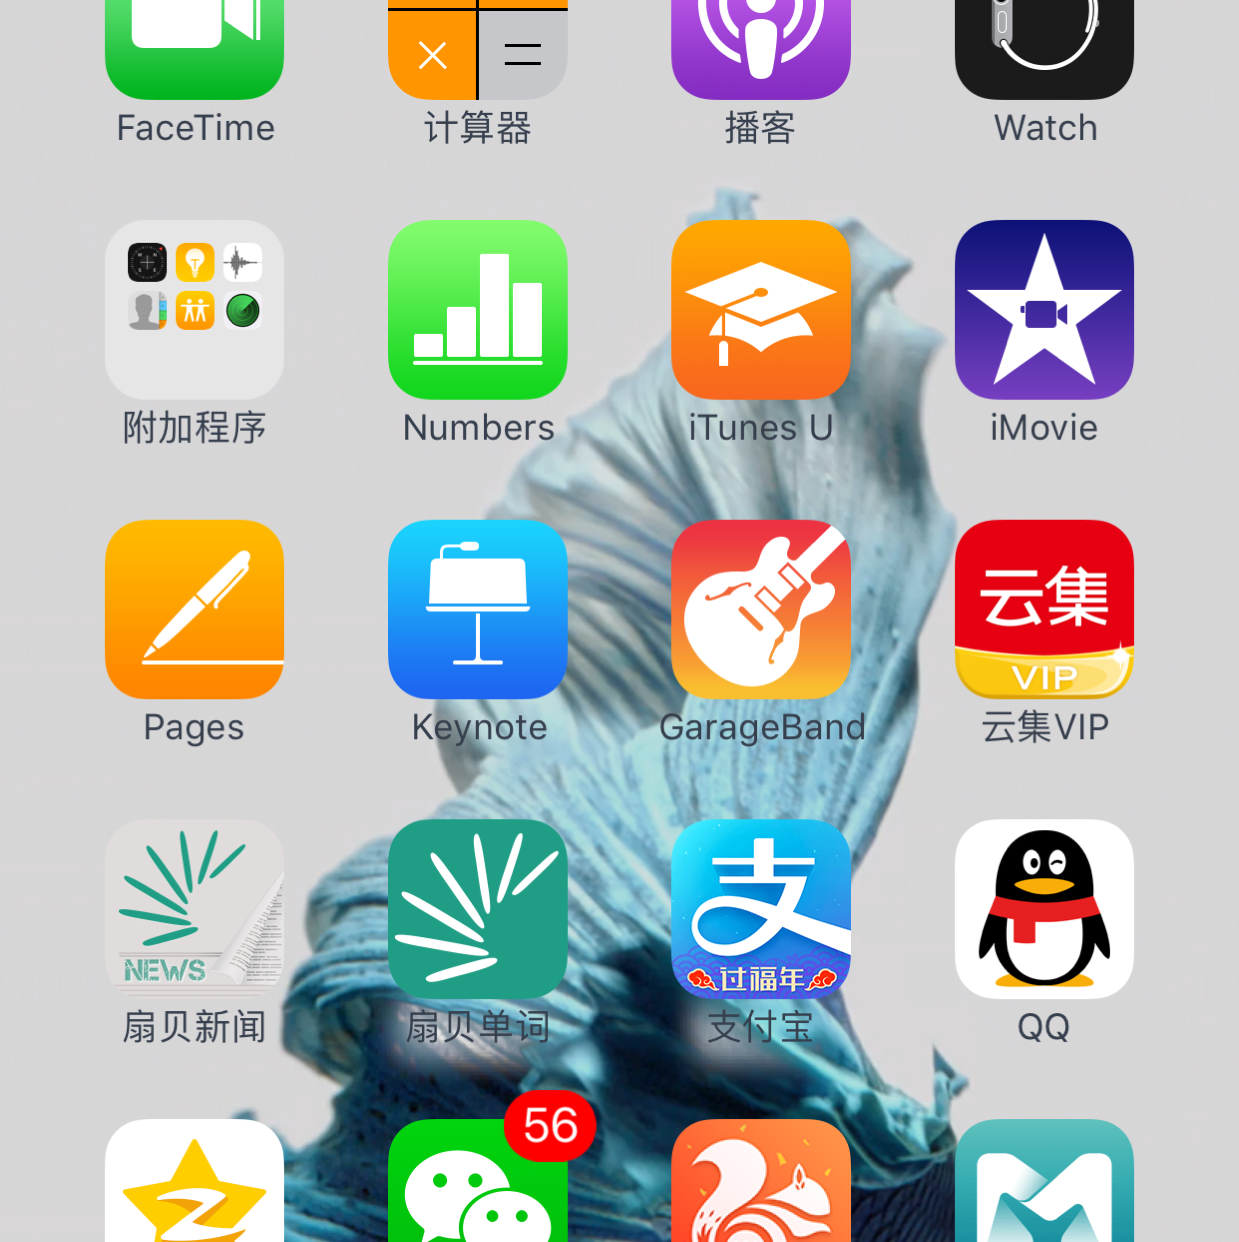 FaceTime
计算器
播客
Watch
附加程序
Numbers
iTunes U
iMovie
云集
VIP
Pages
Keynote
GarageBand
云集VIP
NEWS
支
过福年
扇贝新闻
扇贝单词
支付宝
QQ
56